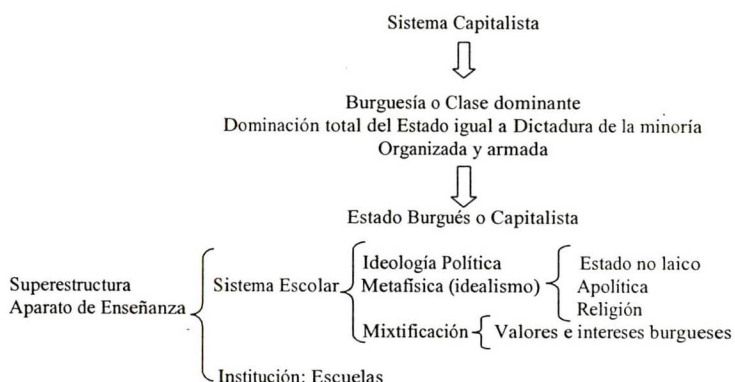 Sistema Capitalista
Burguesía o Clase dominante
Dominación total del Estado igual a Dictadura de la minoría
Organizada y armada
Estado Burgués o Capitalista
Superestructura
Aparato de Enseñanza
Sistema Escolar
Ideología Política
Metafísica (idealismo)
Estado no laico
Apolítica
Religión
Mixtificación
Valores e intereses burgueses
Institución: Escuelas